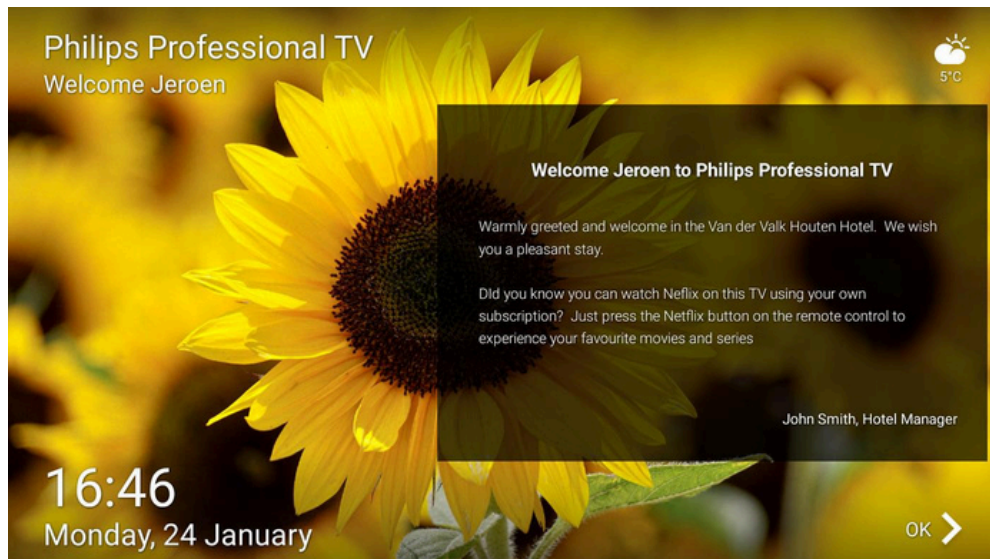 Philips Professional TV
Welcome Jeroen
5°C
Welcome Jeroen to Philips Professional TV
Warmly greeted and welcome in the Van der Valk Houten Hotel.  We wish
you a pleasant stay.
DId you know you can watch Neflix on this TV using your own
subscription?  Just press the Netflix button on the remote control to
experience your favourite movies and series
John Smith, Hotel Manager
16:46
Monday, 24 January
OK